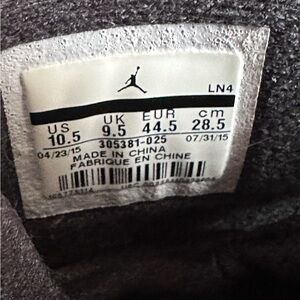 LN4
US UK EUR cm
10.5 9.5 44.5 28.5
04/23/15 305381-025 07/31/15
MADE IN CHINA
FABRIQUE EN CHINE